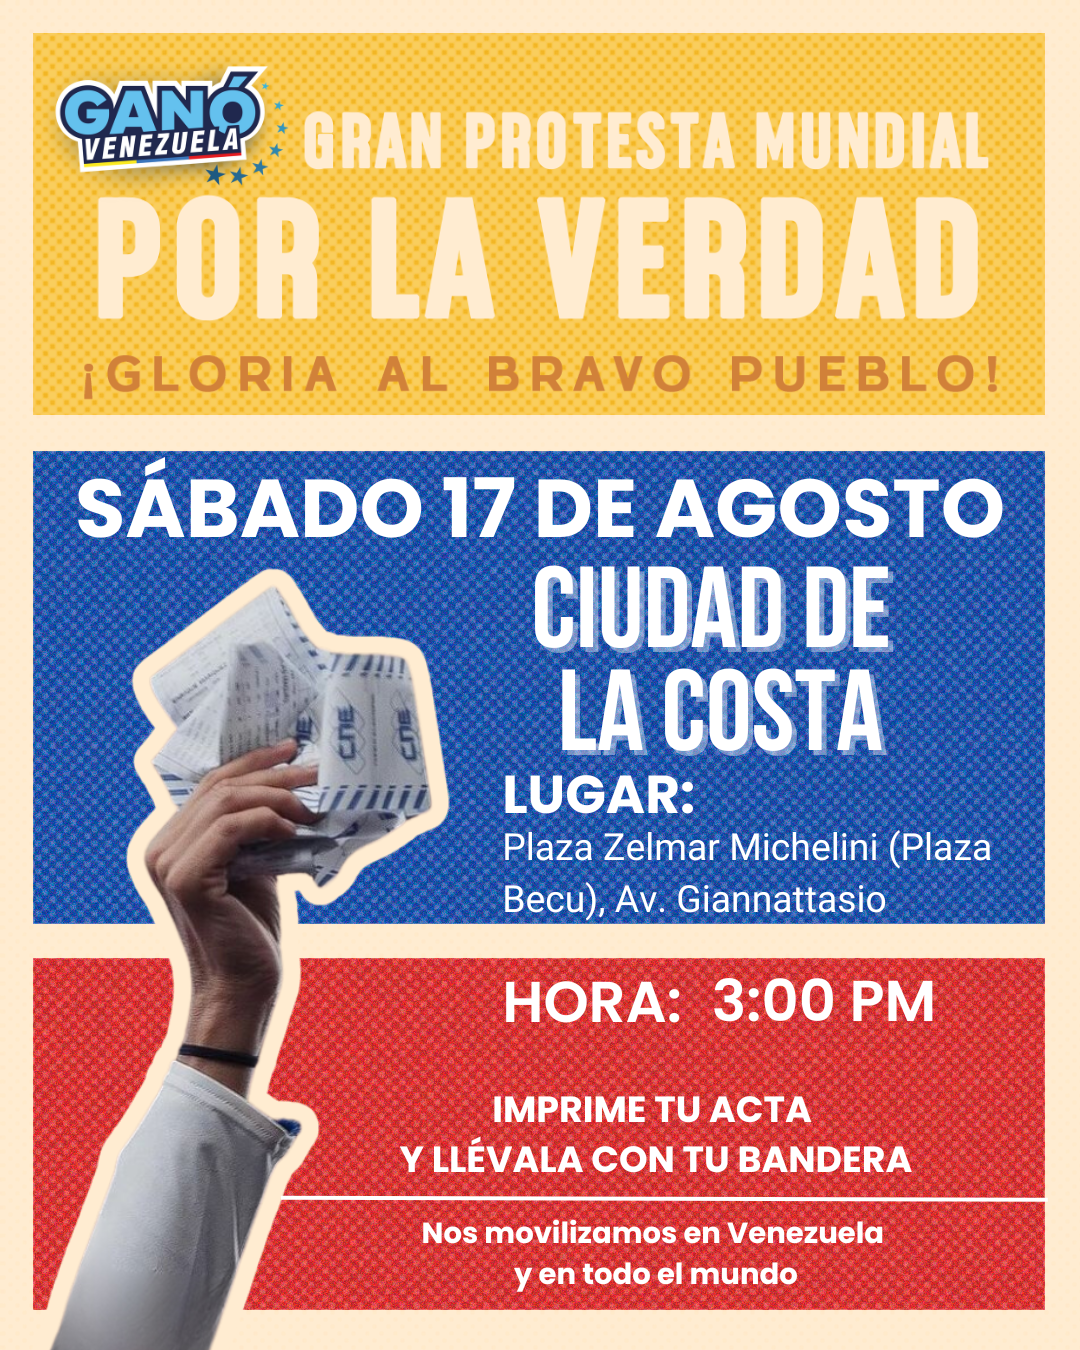 GANÓ
VENEZUELA
GRAN PROTESTA MUNDIAL
POR LA VERDAD
¡GLORIA AL BRAVO PUEBLO!
SÁBADO 17 DE AGOSTO
CIUDAD DE
LA COSTA
CNE
CNE
LUGAR:
Plaza Zelmar Michelini (Plaza
Becu), Av. Giannattasio
HORA: 3:00 PM
IMPRIME TU ACTA
Y LLÉVALA CON TU BANDERA
Nos movilizamos en Venezuela
y en todo el mundo